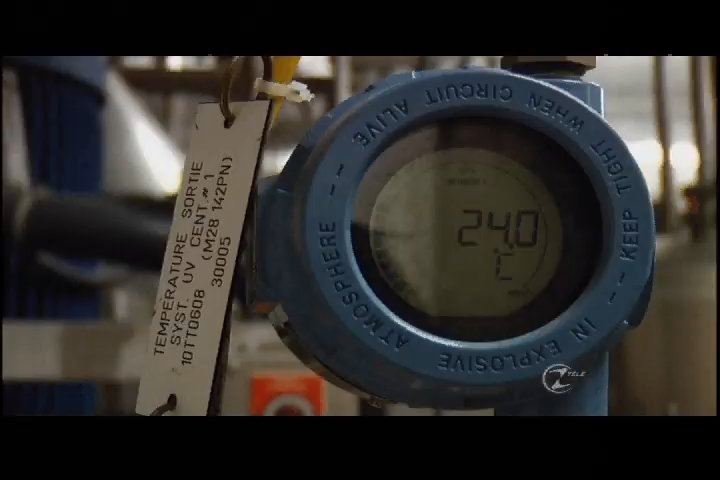 TEMPERATURE SORTIE
SYST. UV CENT.# 1
10TT0608 (M28 142PN)
30005
24.0
°C
KEEP TIGHT WHEN CIRCUIT ALIVE -- IN EXPLOSIVE ATMOSPHERE --
Z TÉLÉ